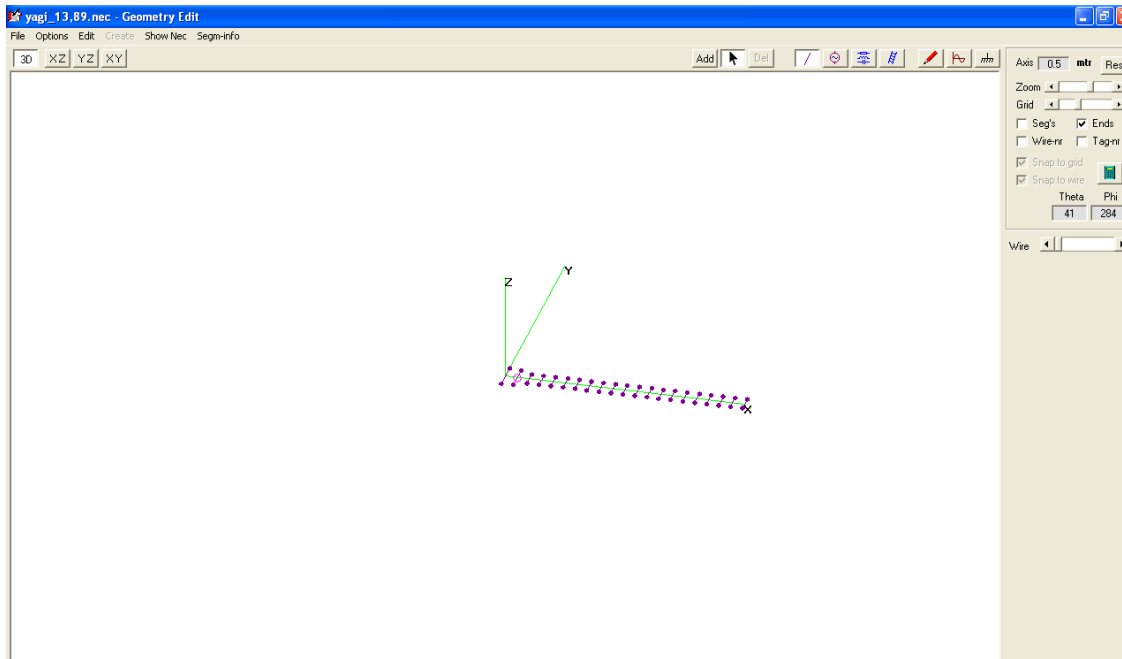 yagi_13,89.nec - Geometry Edit
File Options Edit Create Show Nec Segm-info
3D XZ YZ XY Add Del
Axis 0.5 mtr Res
Zoom
Grid
Seg's Ends
Wire-nr Tag-nr
Snap to grid
Snap to wire
Theta Phi
41 284
Wire
Z
Y
X